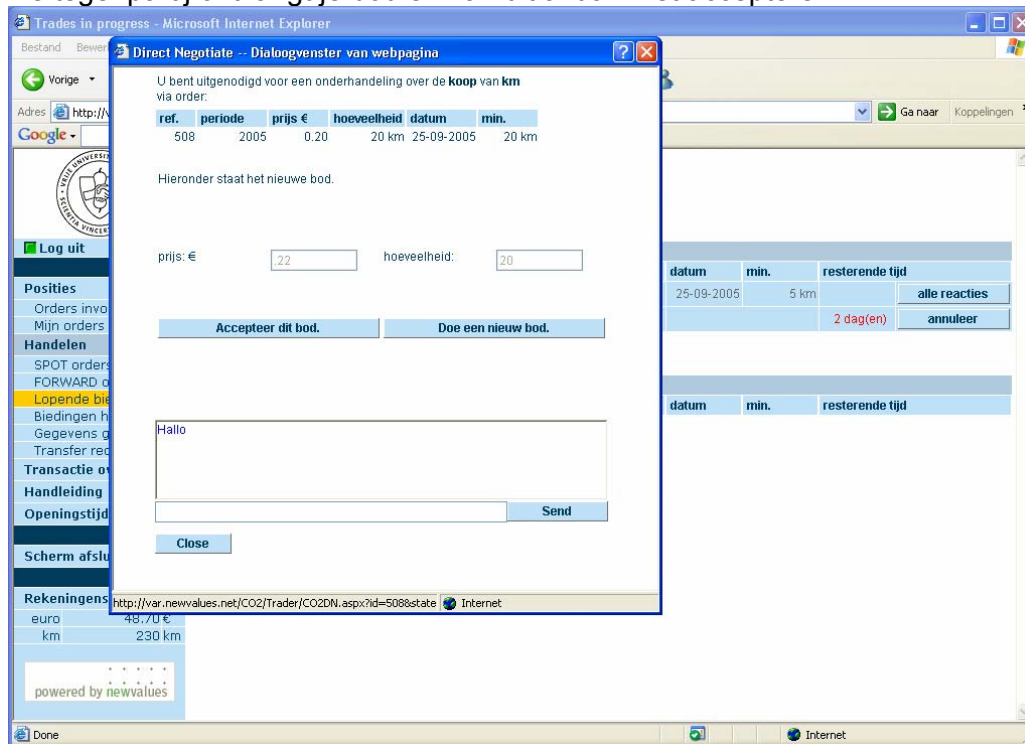 Trades in progress - Microsoft Internet Explorer
Bestand
Direct Negotiate -- Dialoogvenster van webpagina
Vorige
Adres
Ga naar Koppelingen
Google
U bent uitgenodigd voor een onderhandeling over de koop van km
via order:
ref. periode prijs € hoeveelheid datum min.
508 2005 0.20 20 km 25-09-2005 20 km
Hieronder staat het nieuwe bod.
prijs: € .22 hoeveelheid: 20
Accepteer dit bod. Doe een nieuw bod.
Hallo
Send
Close
http://var.newvalues.net/CO2/Trader/CO2DN.aspx?id=508&state Internet
Log uit
Posities
Orders
Mijn orders
Handelen
SPOT orders
FORWARD
Lopende
Biedingen
Gegevens
Transfer
Transactie
Handleiding
Openingstijd
Scherm
euro 48.70 €
km 230 km
powered by newvalues
datum min. resterende tijd
25-09-2005 5 km alle reacties
2 dag(en) annuleer
datum min. resterende tijd
Done Internet